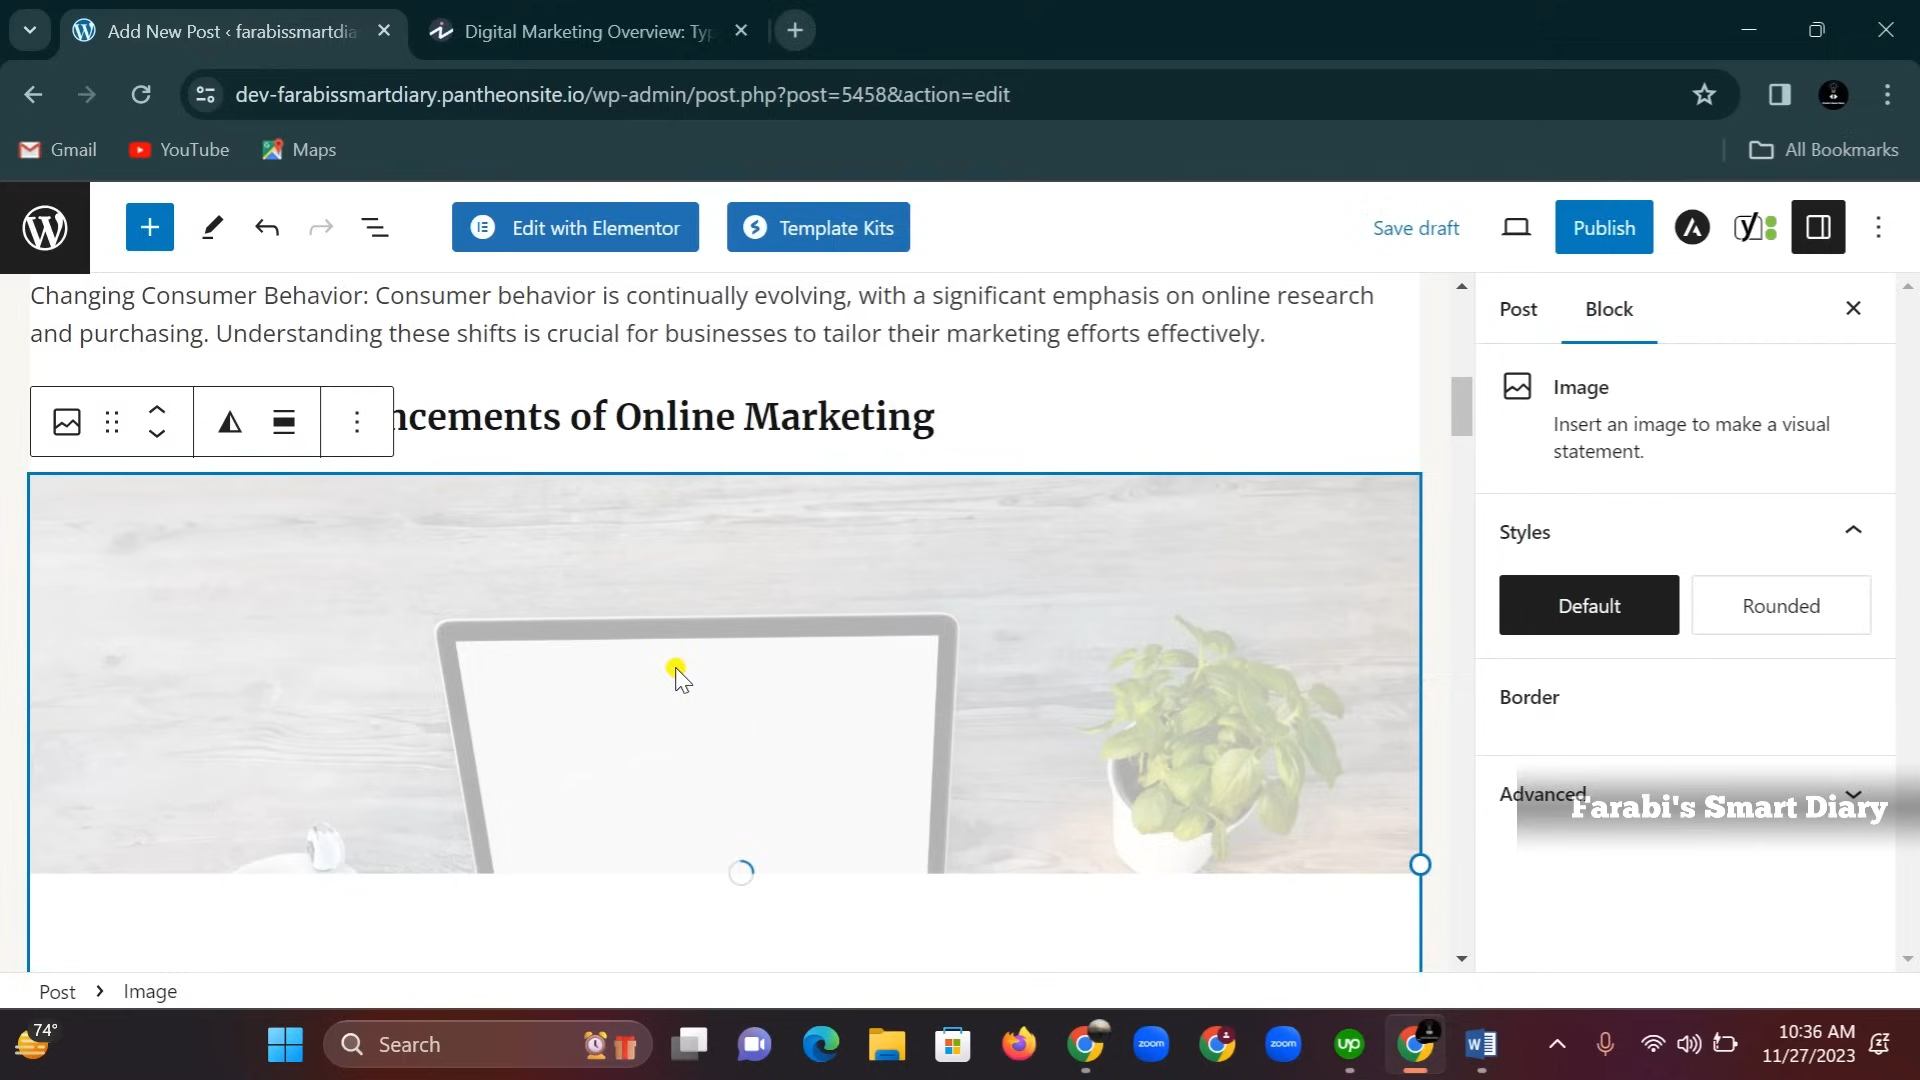 Add New Post ‹ farabissmartdia
Digital Marketing Overview: Typ
dev-farabissmartdiary.pantheonsite.io/wp-admin/post.php?post=5458&action=edit
Gmail
YouTube
Maps
All Bookmarks
Edit with Elementor
Template Kits
Save draft
Publish
Changing Consumer Behavior: Consumer behavior is continually evolving, with a significant emphasis on online research
and purchasing. Understanding these shifts is crucial for businesses to tailor their marketing efforts effectively.
ncements of Online Marketing
Post
Block
Image
Insert an image to make a visual
statement.
Styles
Default
Rounded
Border
Advanced
Farabi's Smart Diary
Post > Image
74°
Search
zoom
zoom
up
10:36 AM
11/27/2023